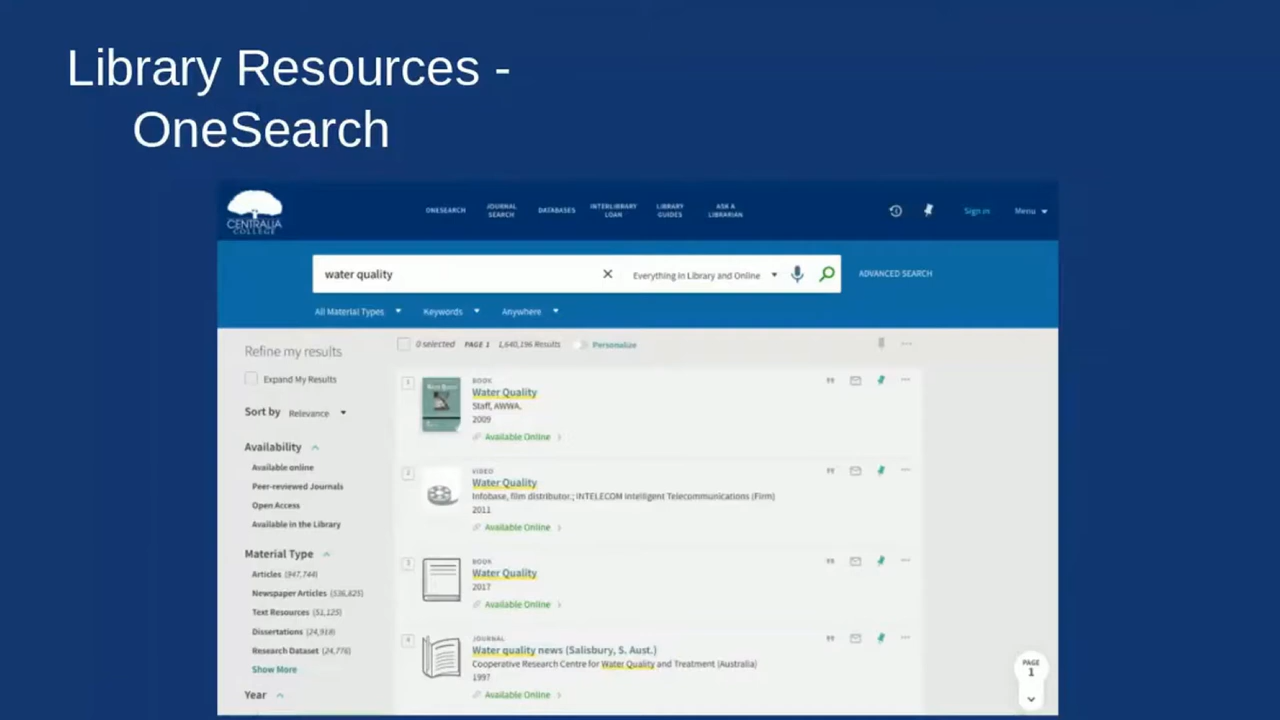 Library Resources -
OneSearch
CENTRALIA
COLLEGE
ONESEARCH
JOURNAL
SEARCH
DATABASES
INTERLIBRARY
LOAN
LIBRARY
GUIDES
ASK A
LIBRARIAN
Sign in
Menu
water quality
Everything in Library and Online
ADVANCED SEARCH
All Material Types
Keywords
Anywhere
Refine my results
Expand My Results
Sort by Relevance
Availability
Available online
Peer-reviewed Journals
Open Access
Available in the Library
Material Type
Articles (947,744)
Newspaper Articles (536,825)
Text Resources (51,125)
Dissertations (24,918)
Research Dataset (24,776)
Show More
Year
0 selected PAGE 1 1,640,196 Results Personalize
1
BOOK
Water Quality
Staff, AWWA.
2009
Available Online
2
VIDEO
Water Quality
Infobase, film distributor.; INTELECOM Intelligent Telecommunications (Firm)
2011
Available Online
3
BOOK
Water Quality
2017
Available Online
4
JOURNAL
Water quality news (Salisbury, S. Aust.)
Cooperative Research Centre for Water Quality and Treatment (Australia)
1997
Available Online
PAGE
1